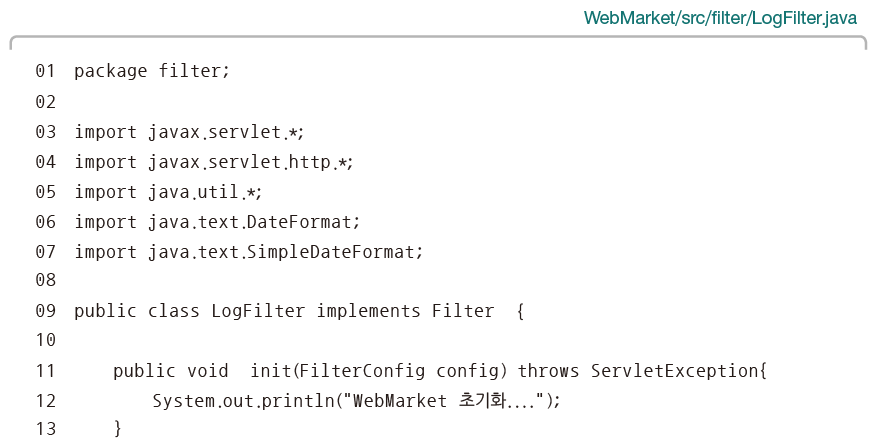 WebMarket/src/filter/LogFilter.java
01 package filter;
02
03 import javax.servlet.*;
04 import javax.servlet.http.*;
05 import java.util.*;
06 import java.text.DateFormat;
07 import java.text.SimpleDateFormat;
08
09 public class LogFilter implements Filter  {
10
11     public void  init(FilterConfig config) throws ServletException{
12         System.out.println("WebMarket 초기화....");
13     }